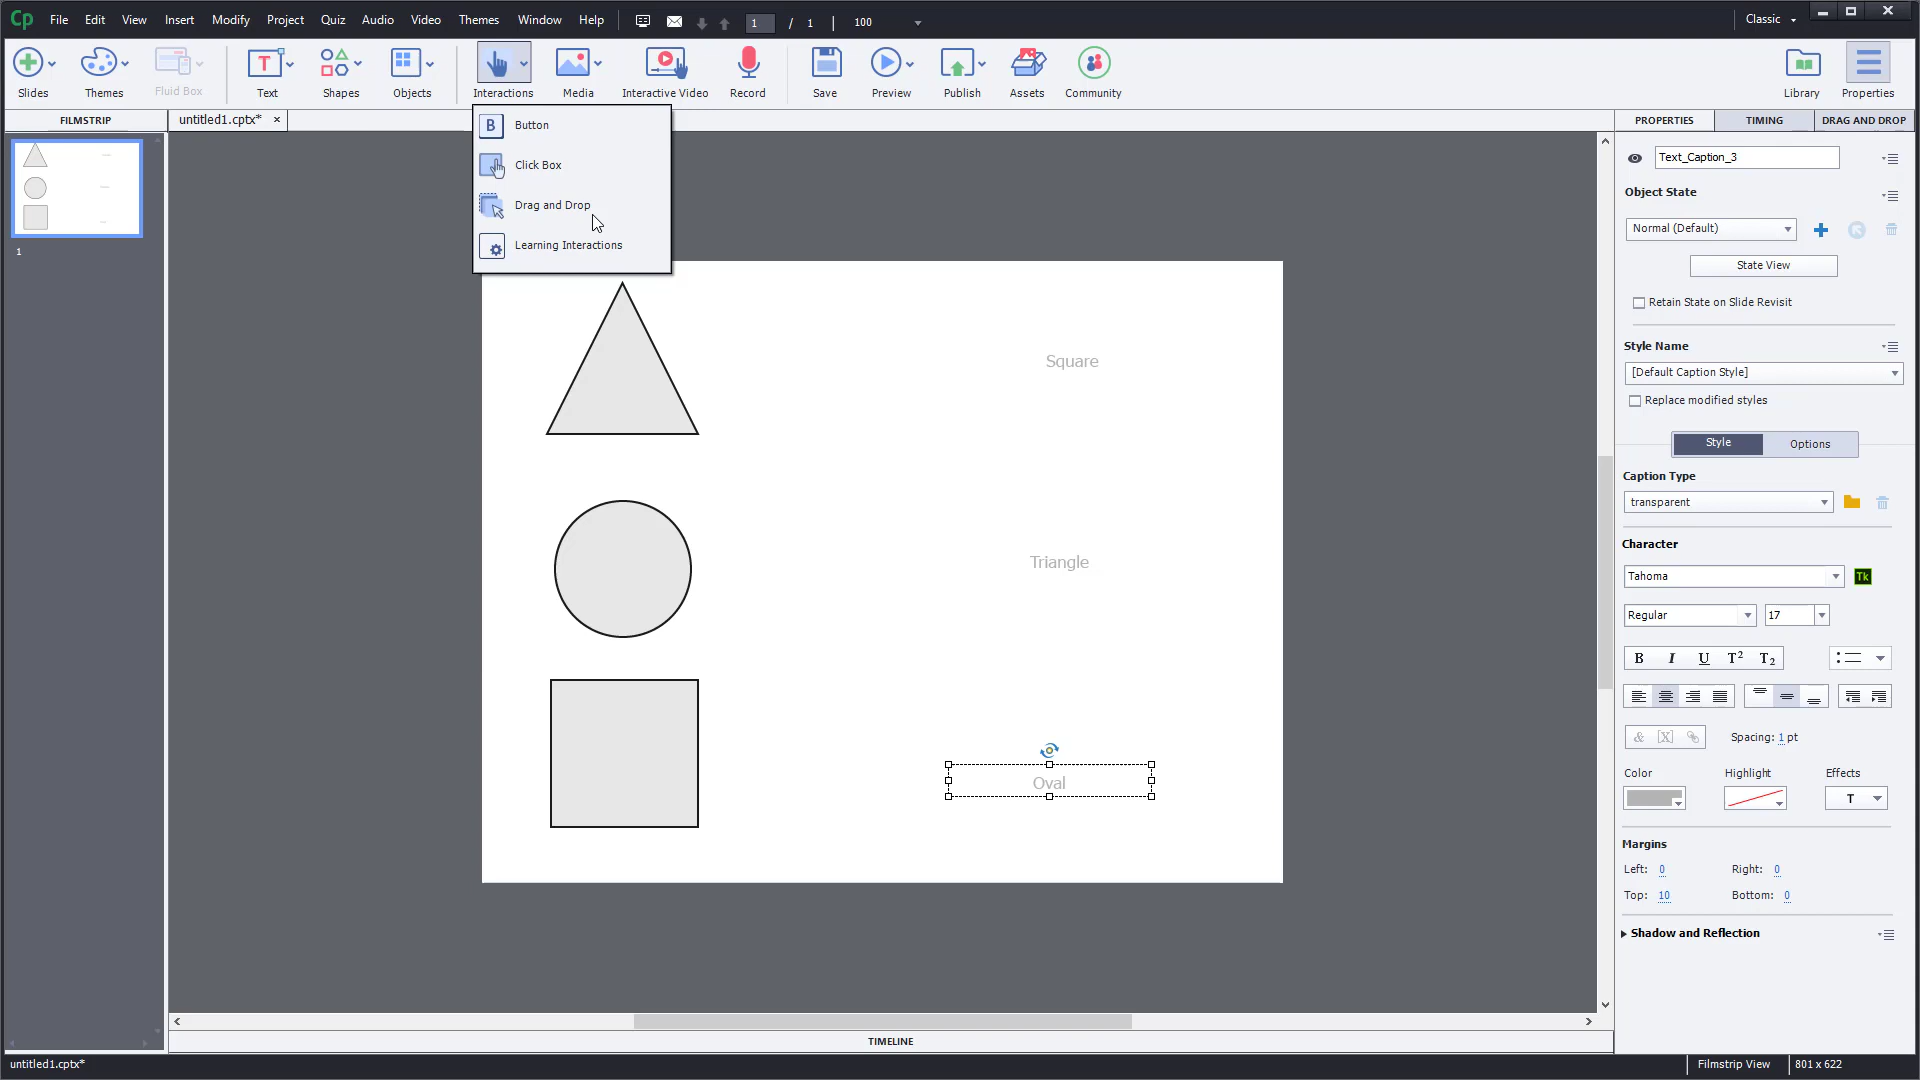 Cp File Edit View Insert Modify Project Quiz Audio Video Themes Window Help 1 / 1 100 Classic
Slides Themes Fluid Box Text Shapes Objects Interactions Media Interactive Video Record Save Preview Publish Assets Community Library Properties
FILMSTRIP untitled1.cptx* PROPERTIES TIMING DRAG AND DROP
B Button
Click Box
Drag and Drop
Learning Interactions
1
Square
Triangle
Oval
Text_Caption_3
Object State
Normal (Default)
State View
Retain State on Slide Revisit
Style Name
[Default Caption Style]
Replace modified styles
Style Options
Caption Type
transparent
Character
Tahoma Tk
Regular 17
B I U T2 T2
& [X] Spacing: 1 pt
Color Highlight Effects
T
Margins
Left: 0 Right: 0
Top: 10 Bottom: 0
Shadow and Reflection
TIMELINE
untitled1.cptx* Filmstrip View 801 x 622